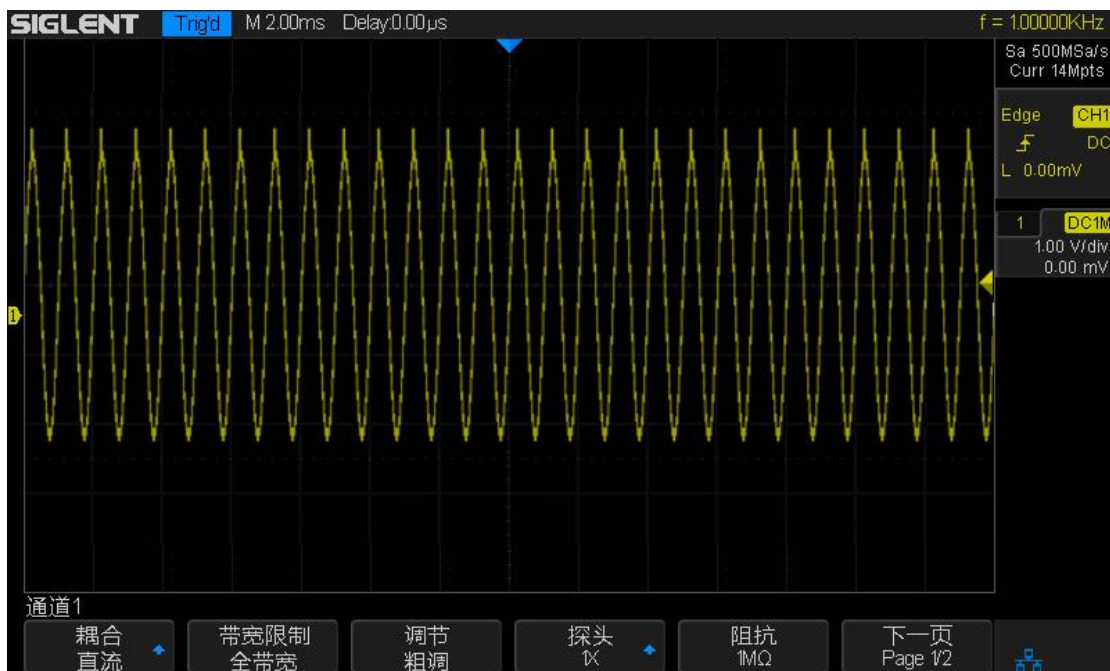 SIGLENT Trig'd M 2.00ms Delay:0.00µs f = 1.00000KHz
Sa 500MSa/s
Curr 14Mpts
Edge CH1
DC
L 0.00mV
1 DC1M
1.00 V/div
0.00 mV
1
通道1
耦合 带宽限制 调节 探头 阻抗 下一页
直流 全带宽 粗调 1X 1MΩ Page 1/2